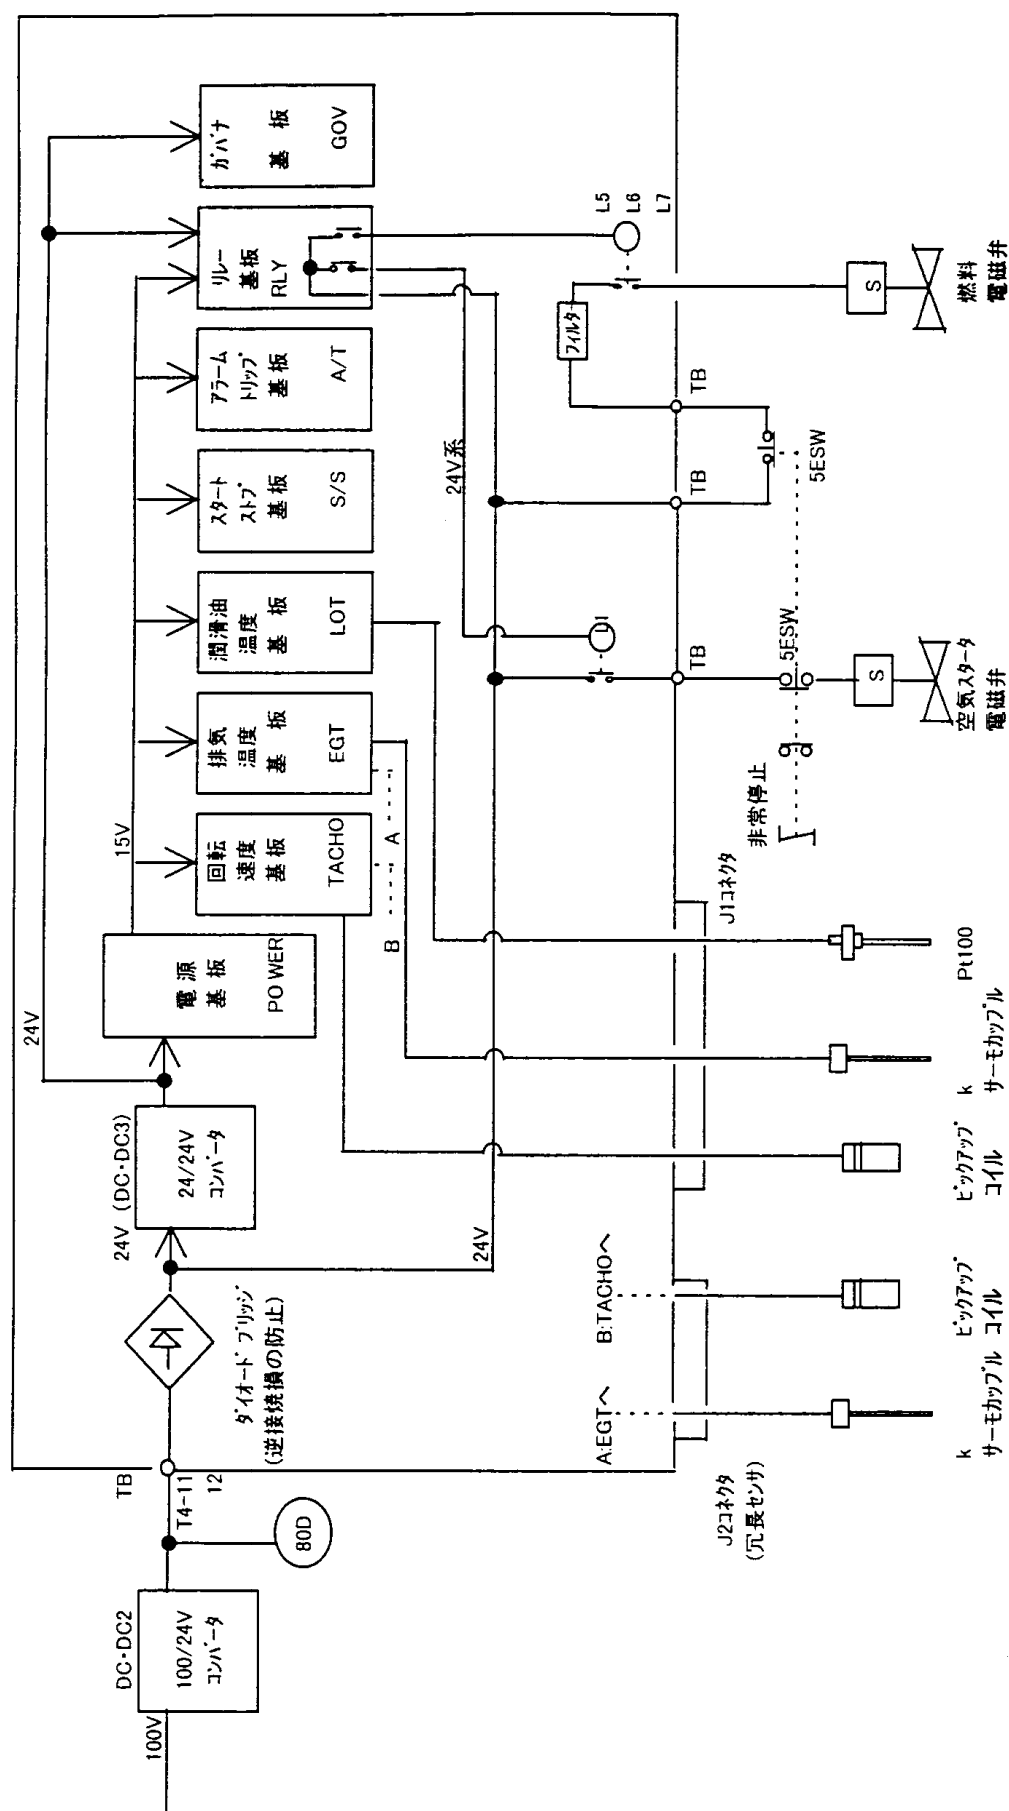 100V
DC・DC2
100/24V
コンバータ
80D
TB
T4-11
12
ダイオードブリッジ
(逆接焼損の防止)
24V (DC・DC3)
24/24V
コンバータ
24V
24V
電源
基板
POWER
15V
回転
速度
基板
TACHO
排気
温度
基板
EGT
潤滑油
温度
基板
LOT
スタート
ストップ
基板
S/S
アラーム
トリップ
基板
A/T
リレー
基板
RLY
ガバナ
基板
GOV
B
A
24V系
L1
フィルター
L5
L6
L7
TB
TB
TB
5ESW
5ESW
非常停止
S
S
空気スタータ
電磁弁
燃料
電磁弁
A:EGTへ
B:TACHOへ
J2コネクタ
(冗長センサ)
J1コネクタ
k
サーモカップル
ピックアップ
コイル
ピックアップ
コイル
k
サーモカップル
Pt100